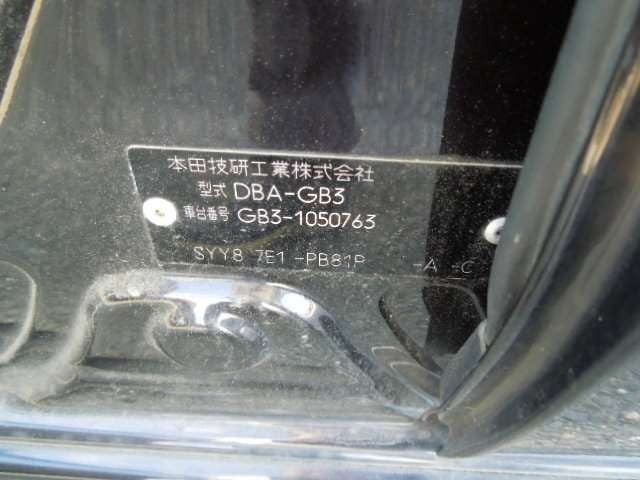 本田技研工業株式会社
型式 DBA-GB3
車台番号 GB3-1050763
SYY8 7E1 -PB81P -A -C